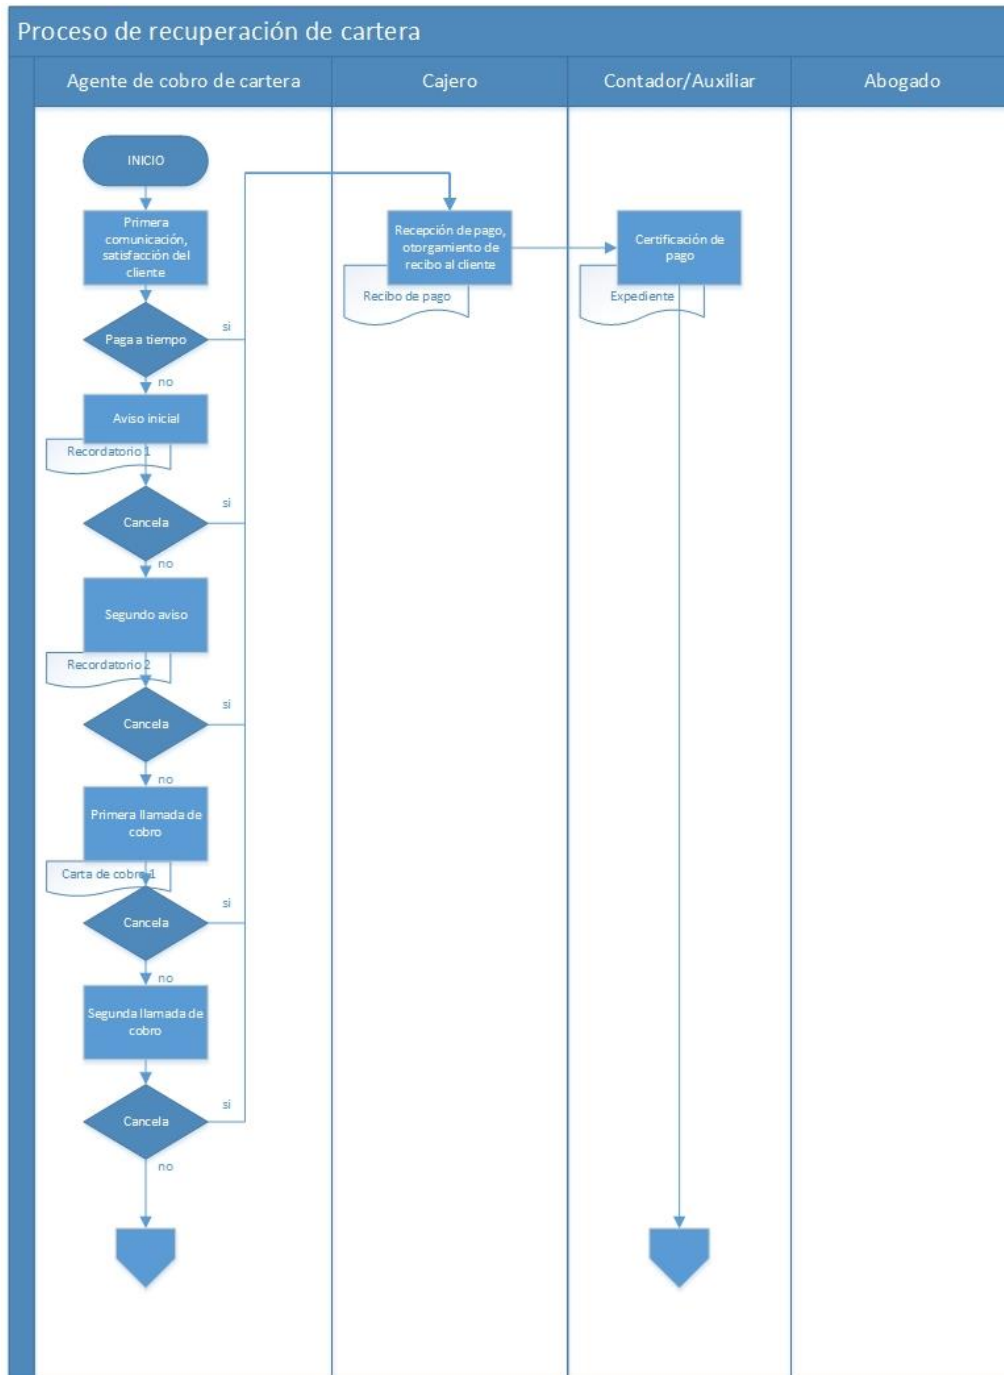 Proceso de recuperación de cartera
Agente de cobro de cartera
Cajero
Contador/Auxiliar
Abogado
INICIO
Primera
comunicación,
satisfacción del
cliente
Recepción de pago,
otorgamiento de
recibo al cliente
Certificación de
pago
Recibo de pago
Expediente
Paga a tiempo
si
no
Aviso inicial
Recordatorio 1
Cancela
si
no
Segundo aviso
Recordatorio 2
Cancela
si
no
Primera llamada de
cobro
Carta de cobro 1
Cancela
si
no
Segunda llamada de
cobro
Cancela
si
no